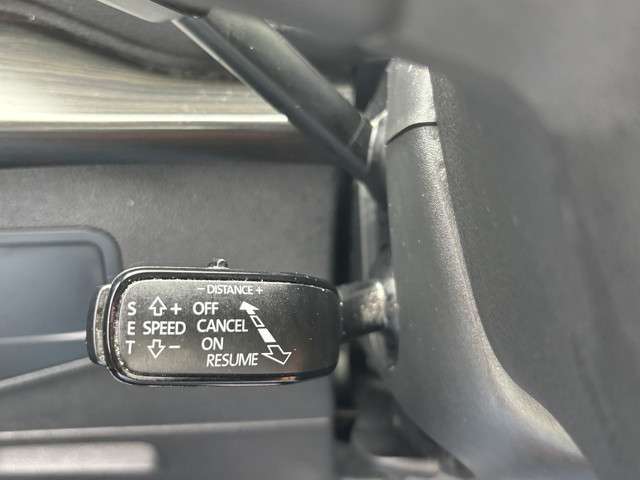 − DISTANCE +
S ⇧ + OFF
E SPEED CANCEL
T ⇩ − ON
RESUME